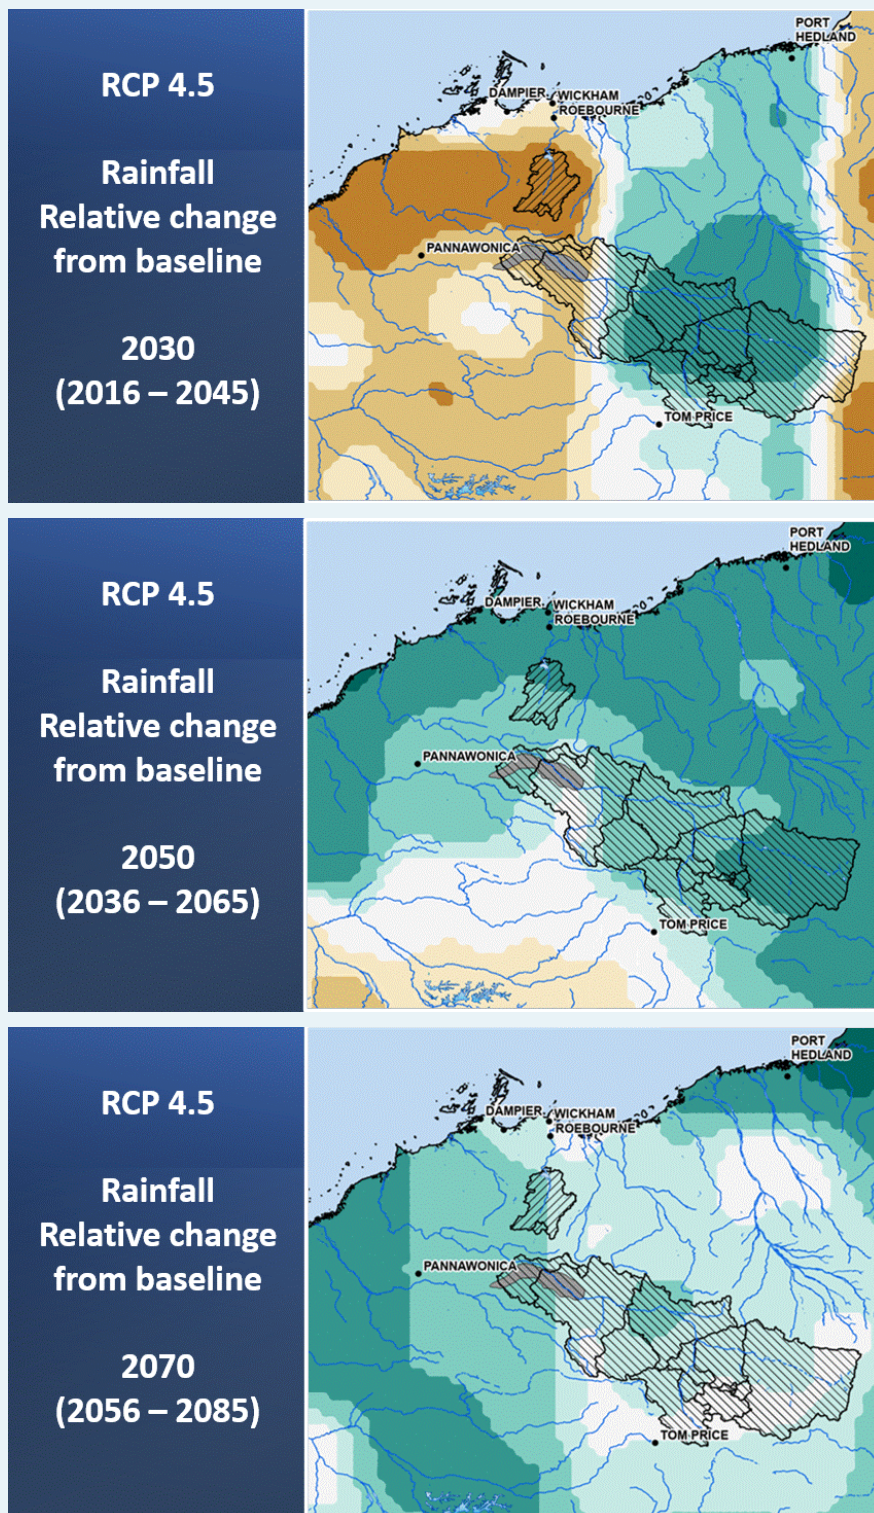 RCP 4.5
Rainfall
Relative change
from baseline
2030
(2016 – 2045)
PORT
HEDLAND
DAMPIER
WICKHAM
ROEBOURNE
PANNAWONICA
TOM PRICE
RCP 4.5
Rainfall
Relative change
from baseline
2050
(2036 – 2065)
PORT
HEDLAND
DAMPIER
WICKHAM
ROEBOURNE
PANNAWONICA
TOM PRICE
RCP 4.5
Rainfall
Relative change
from baseline
2070
(2056 – 2085)
PORT
HEDLAND
DAMPIER
WICKHAM
ROEBOURNE
PANNAWONICA
TOM PRICE